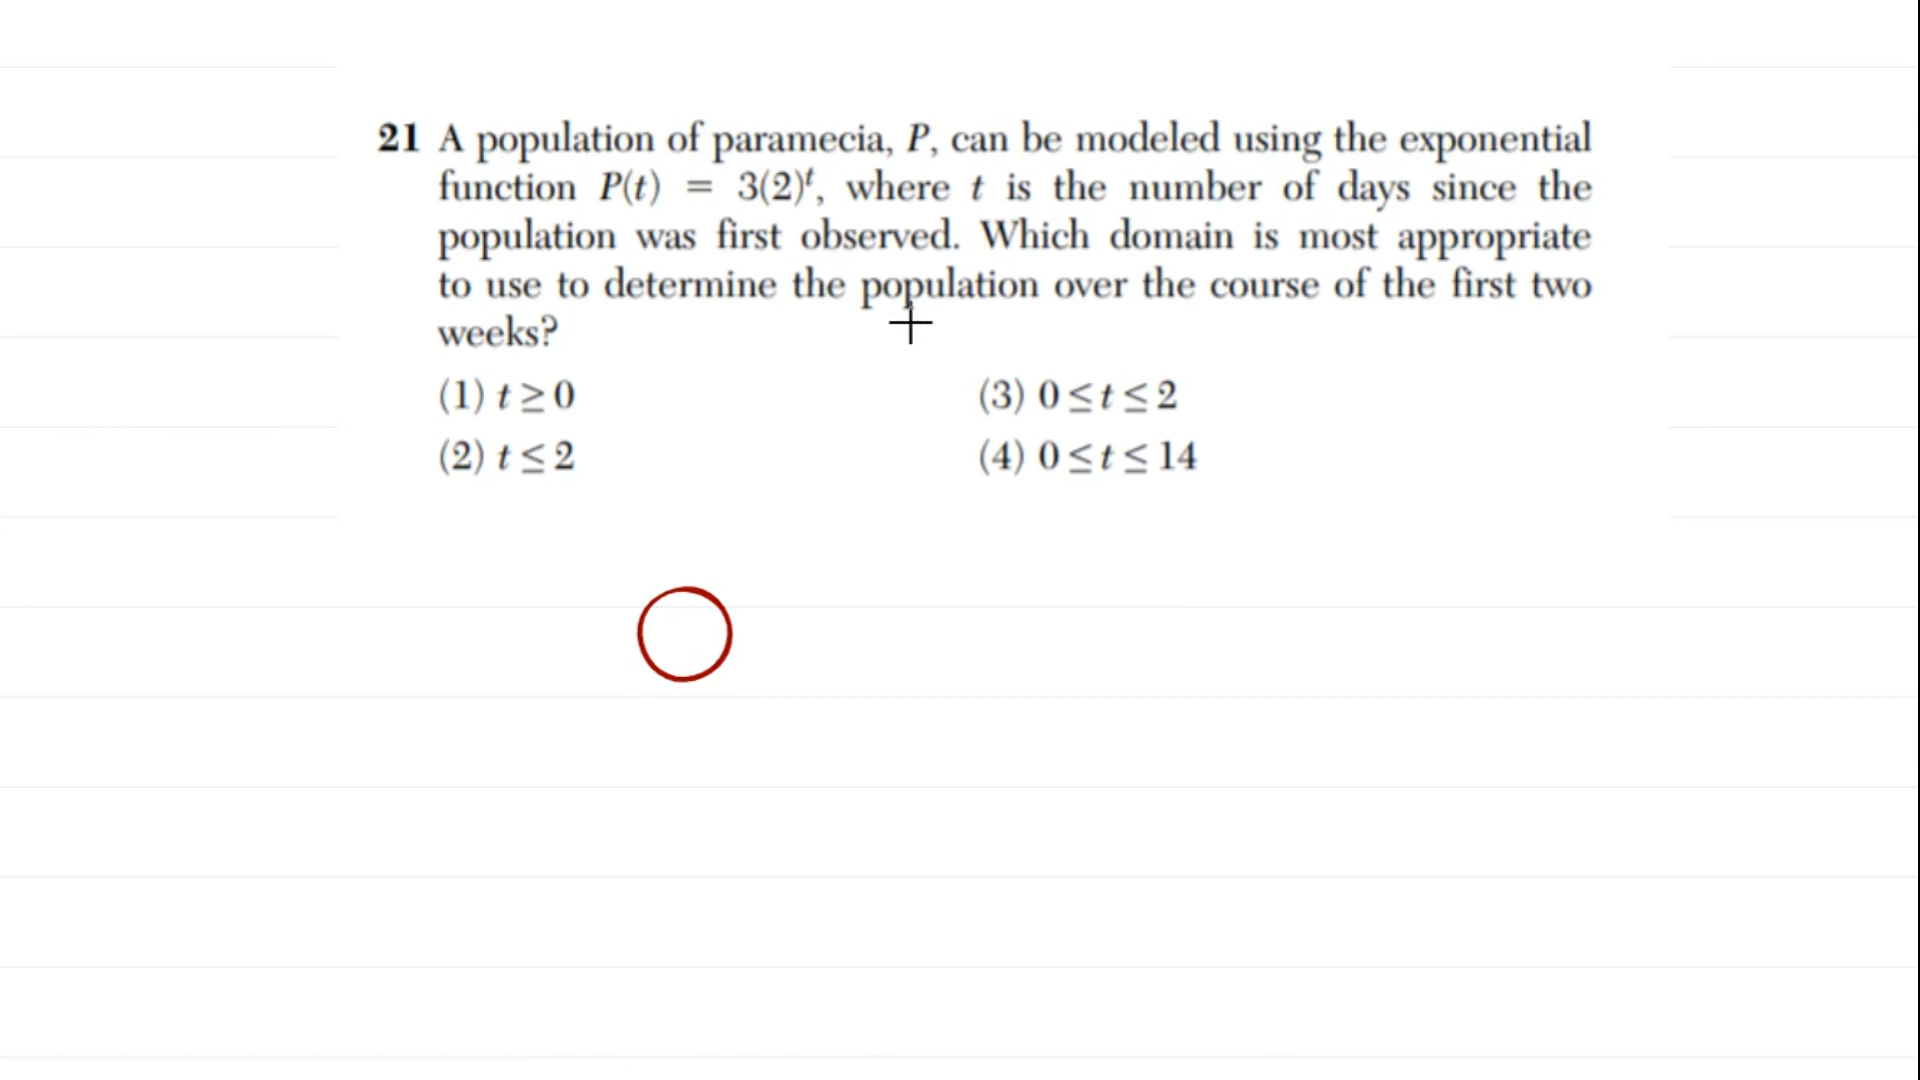 21 A population of paramecia, P, can be modeled using the exponential
function P(t) = 3(2)^t, where t is the number of days since the
population was first observed. Which domain is most appropriate
to use to determine the population over the course of the first two
weeks?
(1) t ≥ 0 (3) 0 ≤ t ≤ 2
(2) t ≤ 2 (4) 0 ≤ t ≤ 14